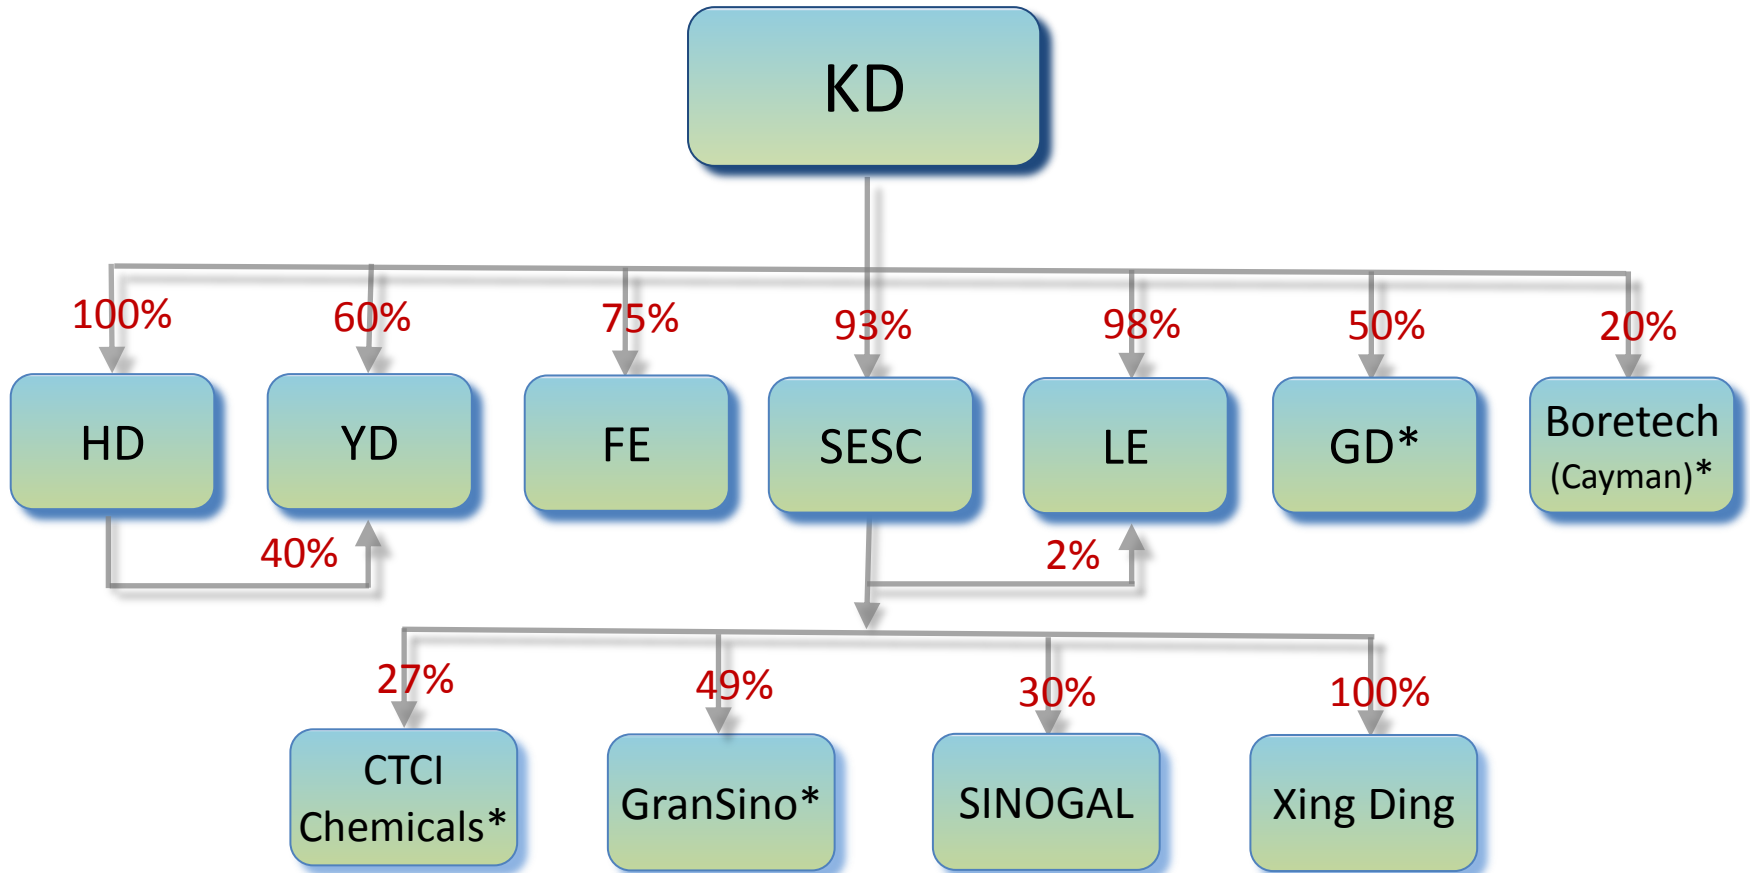 KD
100%
60%
75%
93%
98%
50%
20%
HD
YD
FE
SESC
LE
GD*
Boretech
(Cayman)*
40%
2%
27%
49%
30%
100%
CTCI
Chemicals*
GranSino*
SINOGAL
Xing Ding